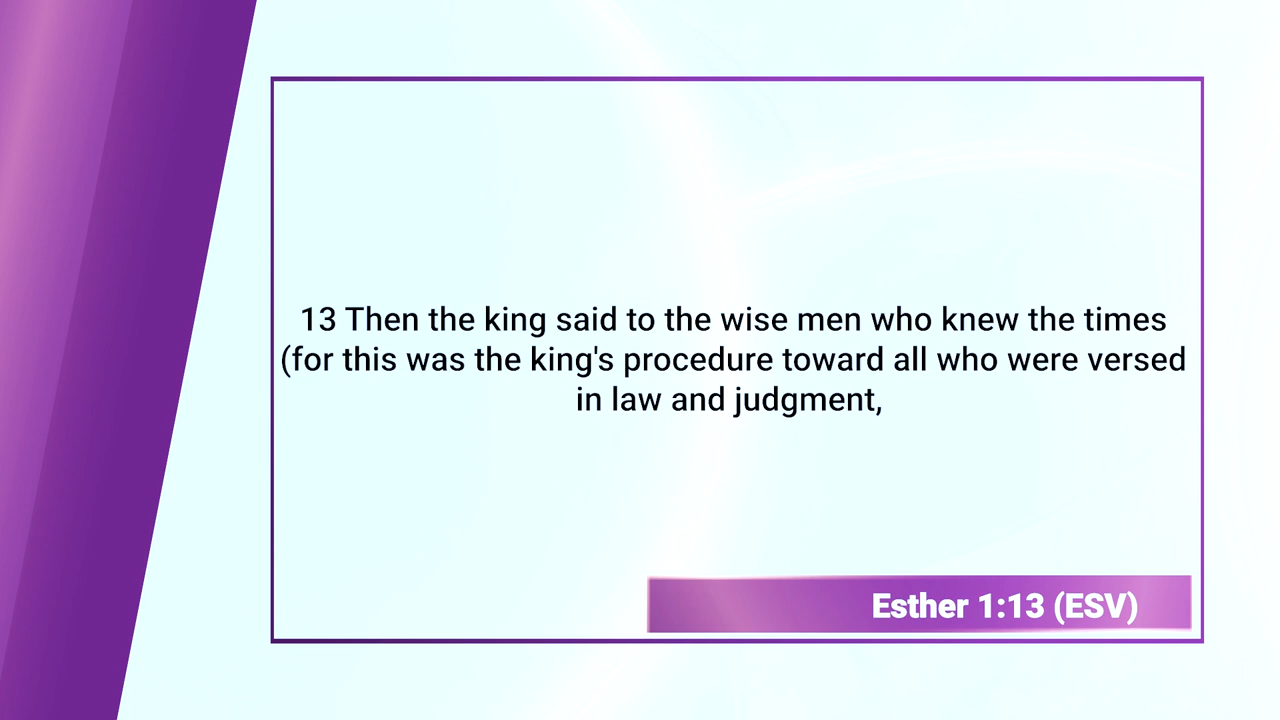 13 Then the king said to the wise men who knew the times
(for this was the king's procedure toward all who were versed
in law and judgment,
Esther 1:13 (ESV)